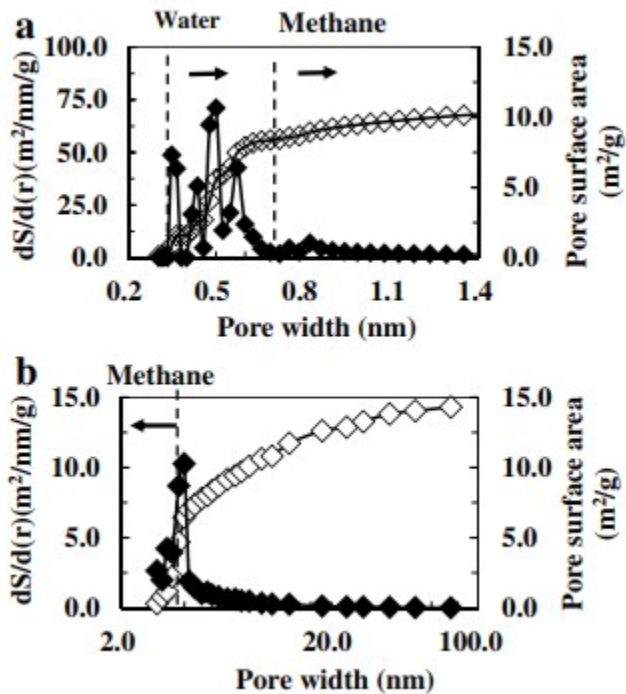 a
Water
Methane
dS/d(r)(m²/nm/g)
100.0
75.0
50.0
25.0
0.0
15.0
10.0
5.0
0.0
Pore surface area
(m²/g)
0.2 0.5 0.8 1.1 1.4
Pore width (nm)
b
Methane
dS/d(r)(m²/nm/g)
15.0
10.0
5.0
0.0
15.0
10.0
5.0
0.0
Pore surface area
(m²/g)
2.0 20.0 100.0
Pore width (nm)